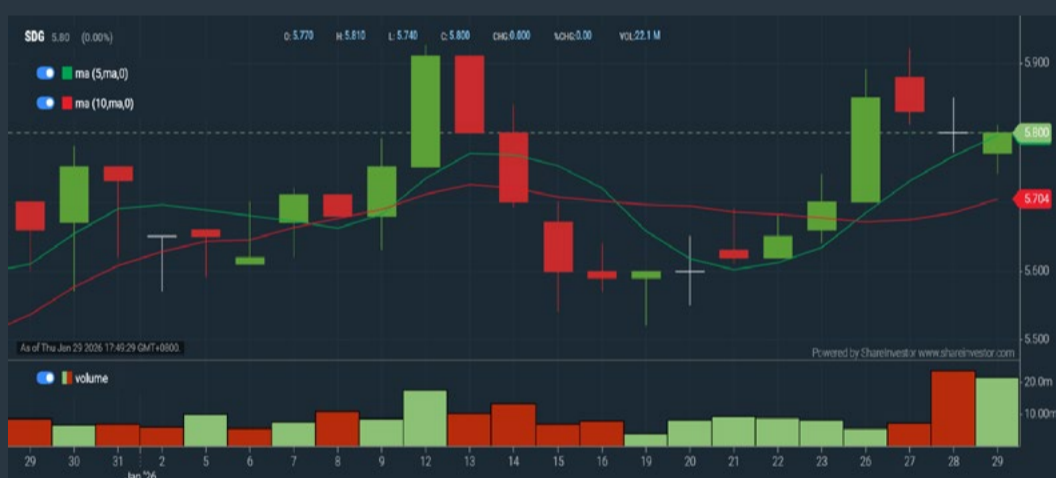 SDG 5.80 (0.00%) O: 5.770 H: 5.810 L: 5.740 C: 5.800 CHG:0.000 %CHG:0.00 VOL:22.1 M
ma (5,ma,0)
ma (10,ma,0)
5.900
5.800
5.704
5.600
5.500
As of Thu Jan 29 2026 17:49:29 GMT+0800.
Powered by ShareInvestor www.shareinvestor.com
volume
20.0m
10.00m
29 30 31 2 5 6 7 8 9 12 13 14 15 16 19 20 21 22 23 26 27 28 29
Jan '26